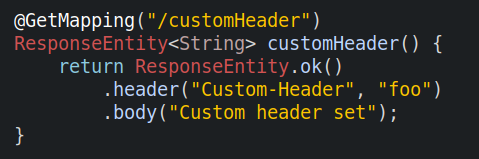 @GetMapping("/customHeader")
ResponseEntity<String> customHeader() {
    return ResponseEntity.ok()
        .header("Custom-Header", "foo")
        .body("Custom header set");
}